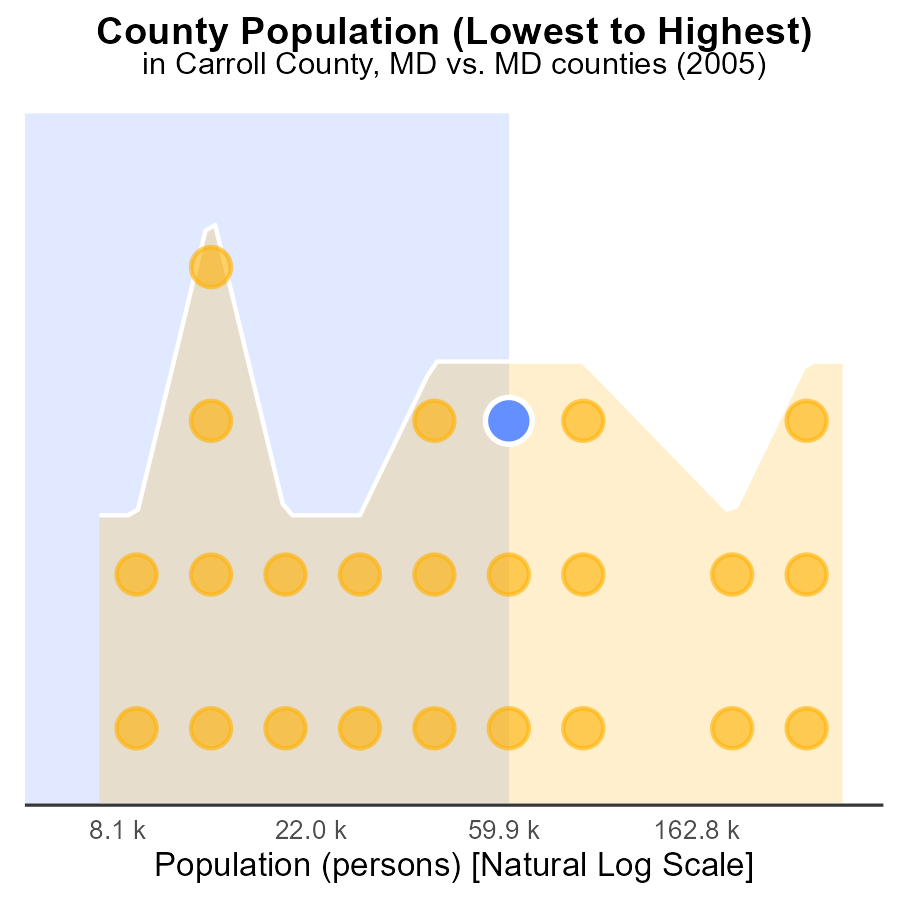 County Population (Lowest to Highest)
in Carroll County, MD vs. MD counties (2005)
8.1 k 22.0 k 59.9 k 162.8 k
Population (persons) [Natural Log Scale]